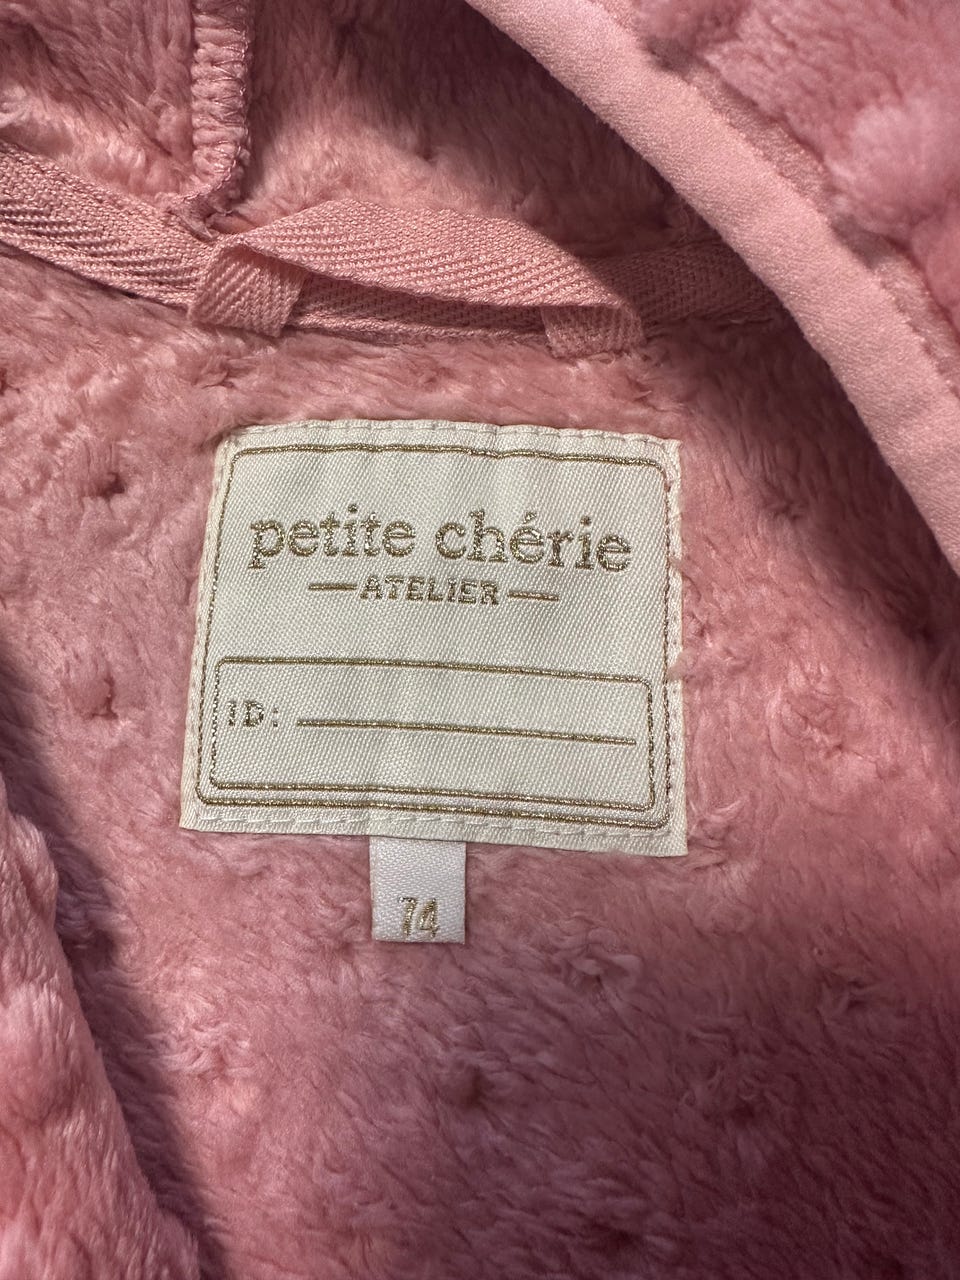 petite chérie
ATELIER
ID:
74